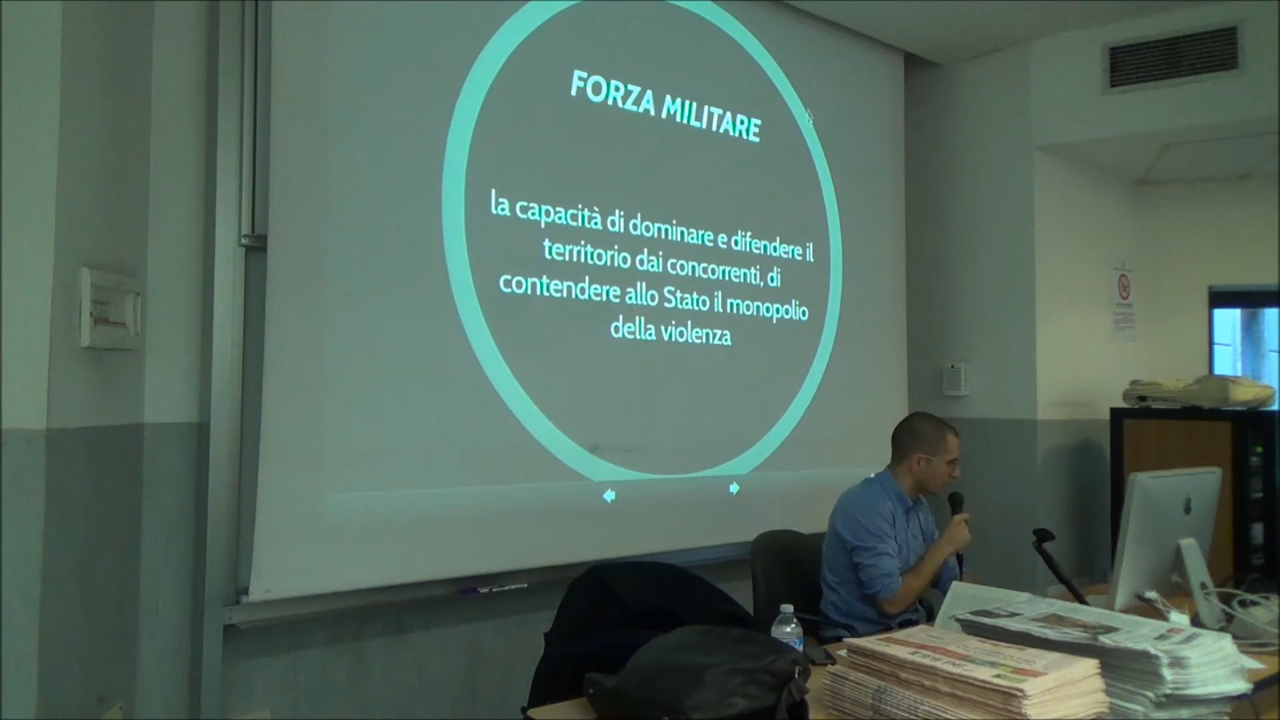 FORZA MILITARE
la capacità di dominare e difendere il
territorio dai concorrenti, di
contendere allo Stato il monopolio
della violenza